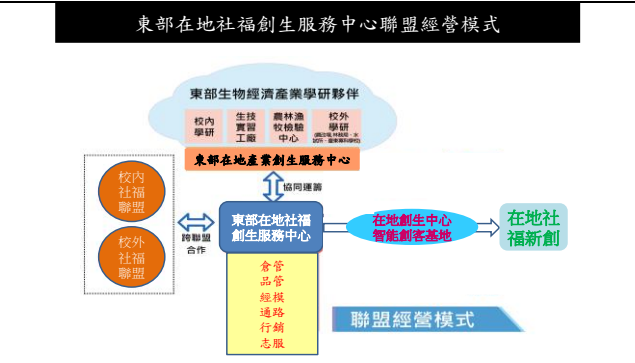 東部在地社福創生服務中心聯盟經營模式
東部生物經濟產業學研夥伴
校內
學研
生技
實習
工廠
農林漁
牧檢驗
中心
校外
學研
東部在地產業創生服務中心
協同運籌
校內
社福
聯盟
校外
社福
聯盟
跨聯盟
合作
東部在地社福
創生服務中心
在地創生中心
智能創客基地
在地社
福新創
倉管
品管
經模
通路
行銷
志服
聯盟經營模式